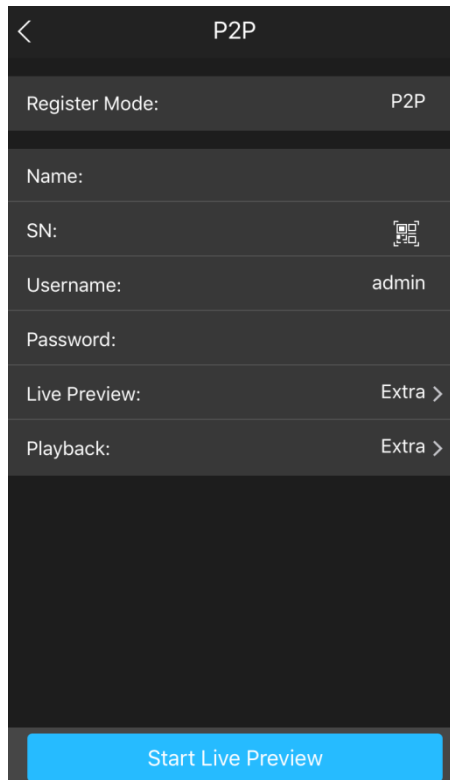 P2P
Register Mode: P2P
Name:
SN:
Username: admin
Password:
Live Preview: Extra
Playback: Extra
Start Live Preview